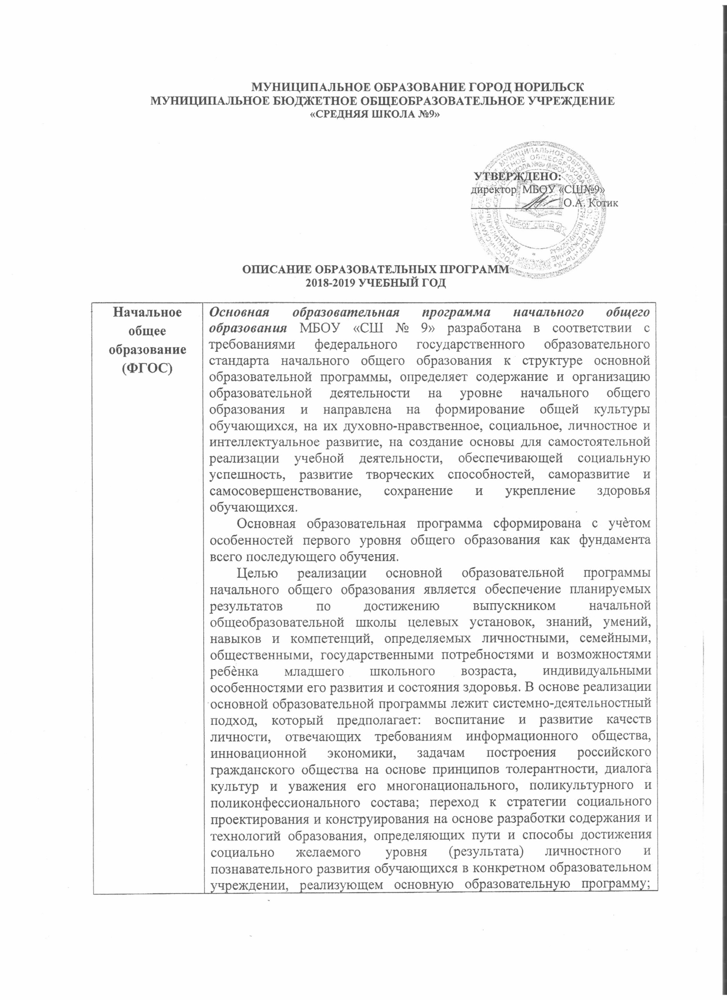 МУНИЦИПАЛЬНОЕ ОБРАЗОВАНИЕ ГОРОД НОРИЛЬСК
МУНИЦИПАЛЬНОЕ БЮДЖЕТНОЕ ОБЩЕОБРАЗОВАТЕЛЬНОЕ УЧРЕЖДЕНИЕ
«СРЕДНЯЯ ШКОЛА №9»
УТВЕРЖДЕНО:
директор МБОУ «СШ№9»
О.А. Котик
МБОУ СШ № 9
ОПИСАНИЕ ОБРАЗОВАТЕЛЬНЫХ ПРОГРАММ
2018-2019 УЧЕБНЫЙ ГОД
Начальное
общее
образование
(ФГОС)
Основная образовательная программа начального общего
образования МБОУ «СШ № 9» разработана в соответствии с
требованиями федерального государственного образовательного
стандарта начального общего образования к структуре основной
образовательной программы, определяет содержание и организацию
образовательной деятельности на уровне начального общего
образования и направлена на формирование общей культуры
обучающихся, на их духовно-нравственное, социальное, личностное и
интеллектуальное развитие, на создание основы для самостоятельной
реализации учебной деятельности, обеспечивающей социальную
успешность, развитие творческих способностей, саморазвитие и
самосовершенствование, сохранение и укрепление здоровья
обучающихся.
Основная образовательная программа сформирована с учѐтом
особенностей первого уровня общего образования как фундамента
всего последующего обучения.
Целью реализации основной образовательной программы
начального общего образования является обеспечение планируемых
результатов по достижению выпускником начальной
общеобразовательной школы целевых установок, знаний, умений,
навыков и компетенций, определяемых личностными, семейными,
общественными, государственными потребностями и возможностями
ребѐнка младшего школьного возраста, индивидуальными
особенностями его развития и состояния здоровья. В основе реализации
основной образовательной программы лежит системно-деятельностный
подход, который предполагает: воспитание и развитие качеств
личности, отвечающих требованиям информационного общества,
инновационной экономики, задачам построения российского
гражданского общества на основе принципов толерантности, диалога
культур и уважения его многонационального, поликультурного и
поликонфессионального состава; переход к стратегии социального
проектирования и конструирования на основе разработки содержания и
технологий образования, определяющих пути и способы достижения
социально желаемого уровня (результата) личностного и
познавательного развития обучающихся в конкретном образовательном
учреждении, реализующем основную образовательную программу;